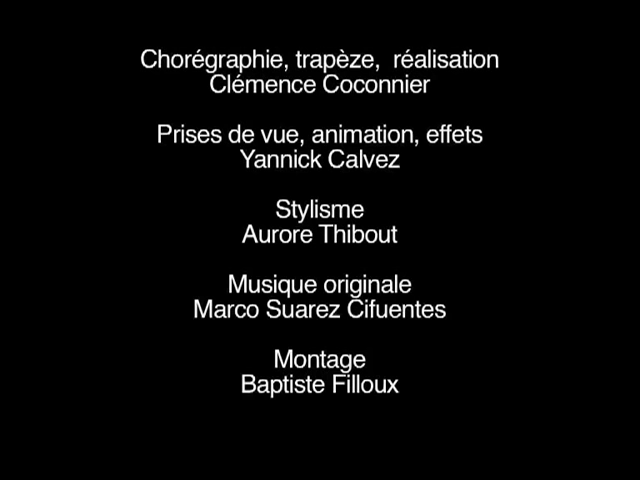 Chorégraphie, trapèze,  réalisation
Clémence Coconnier
Prises de vue, animation, effets
Yannick Calvez
Stylisme
Aurore Thibout
Musique originale
Marco Suarez Cifuentes
Montage
Baptiste Filloux